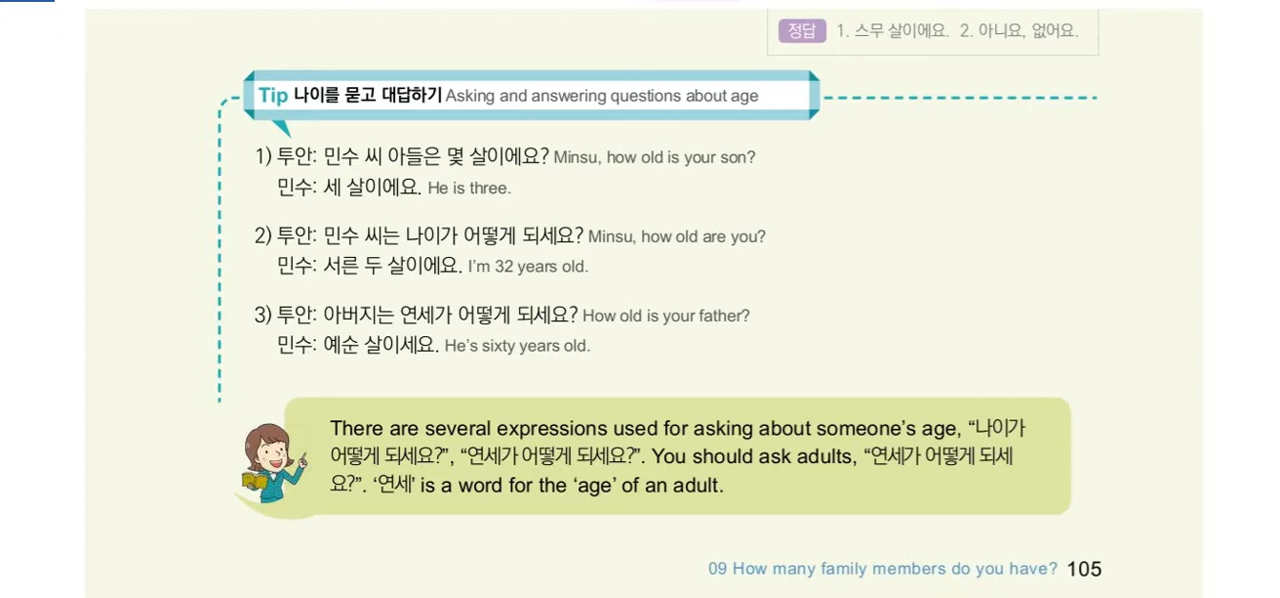 정답 1. 스무 살이에요. 2. 아니요, 없어요.
Tip 나이를 묻고 대답하기 Asking and answering questions about age
1) 투안: 민수 씨 아들은 몇 살이에요? Minsu, how old is your son?
민수: 세 살이에요. He is three.
2) 투안: 민수 씨는 나이가 어떻게 되세요? Minsu, how old are you?
민수: 서른 두 살이에요. I'm 32 years old.
3) 투안: 아버지는 연세가 어떻게 되세요? How old is your father?
민수: 예순 살이세요. He's sixty years old.
There are several expressions used for asking about someone's age, “나이가
어떻게 되세요?”, “연세가 어떻게 되세요?”. You should ask adults, “연세가 어떻게 되세
요?”. ‘연세’ is a word for the ‘age’ of an adult.
09 How many family members do you have? 105